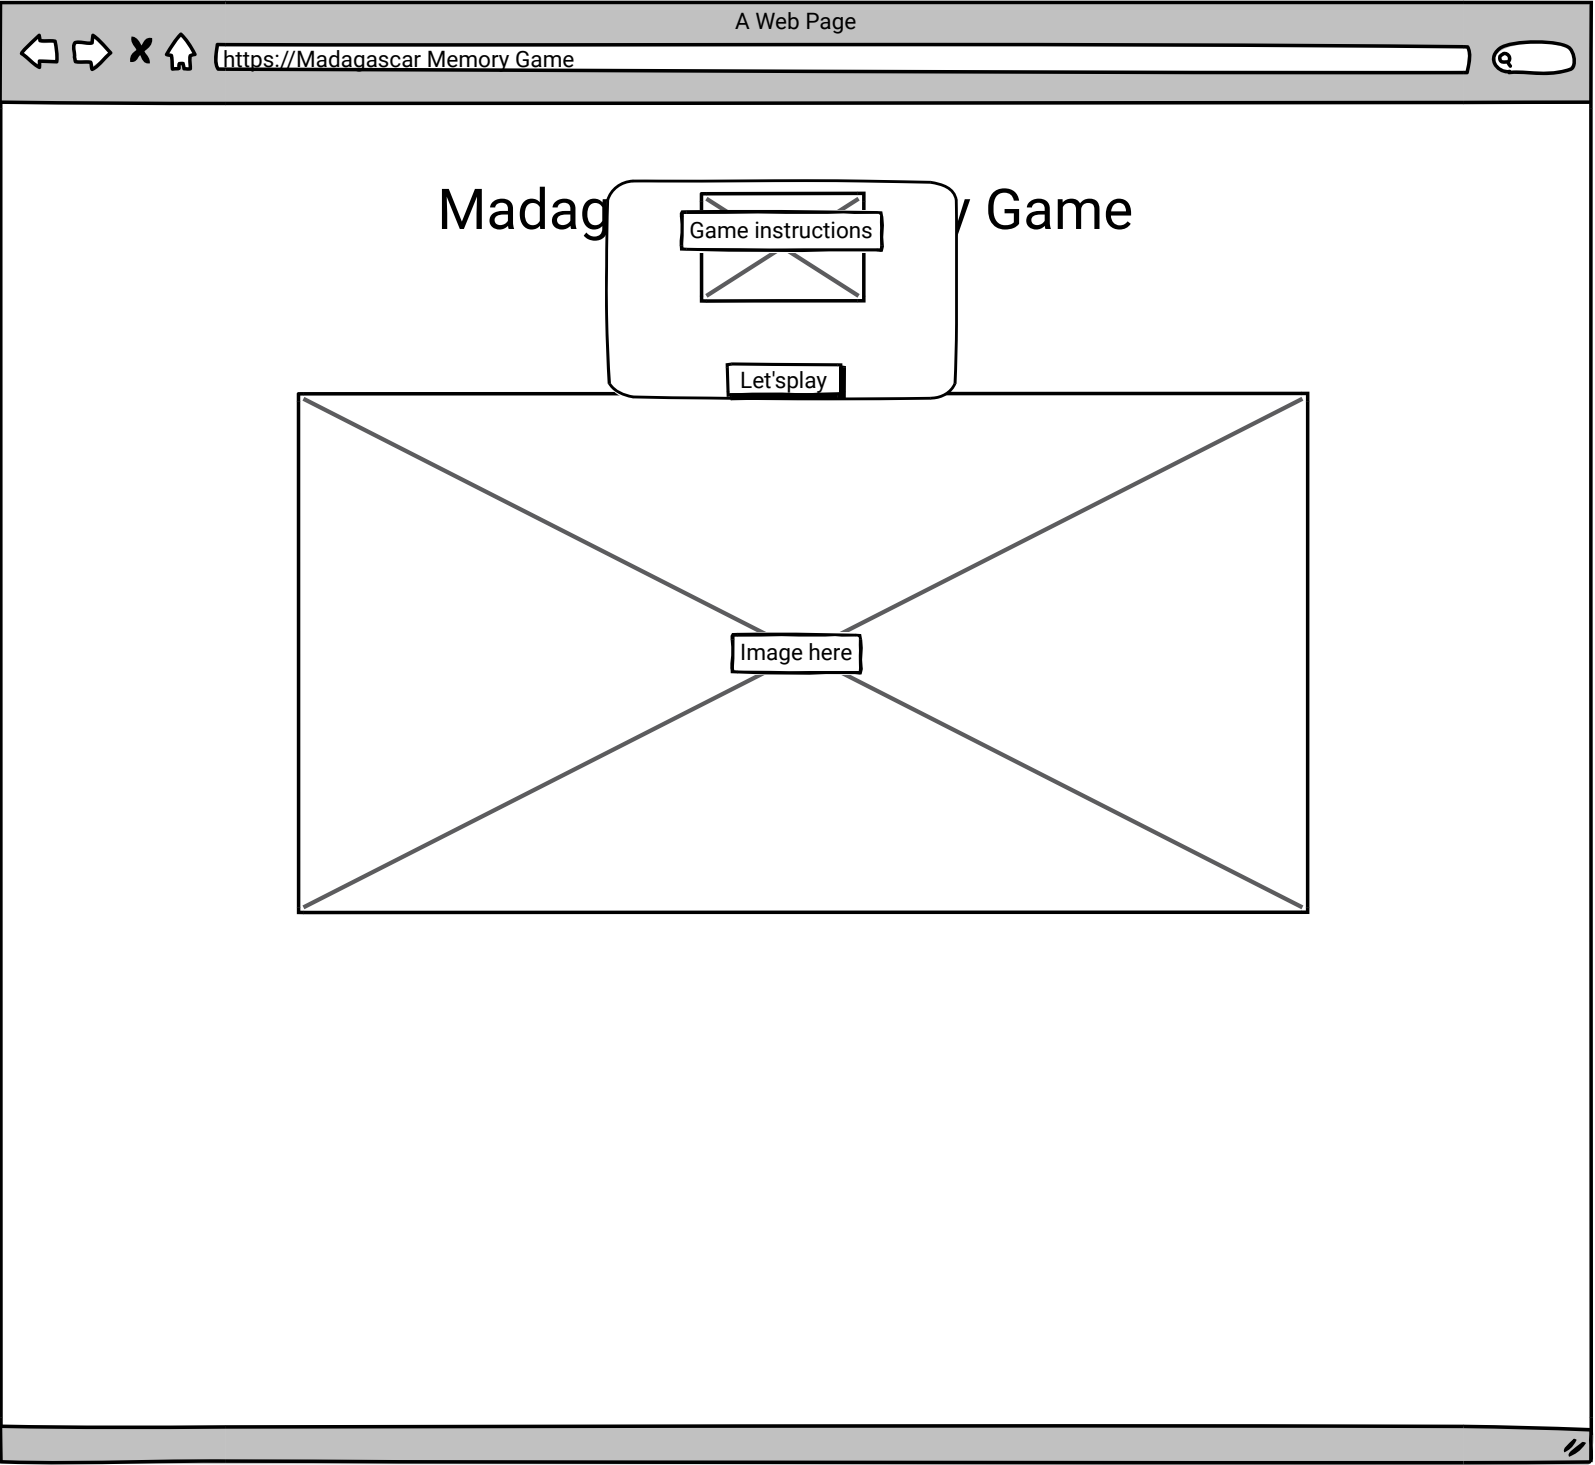 A Web Page
https://Madagascar Memory Game
Madag y Game
Game instructions
Let'splay
Image here